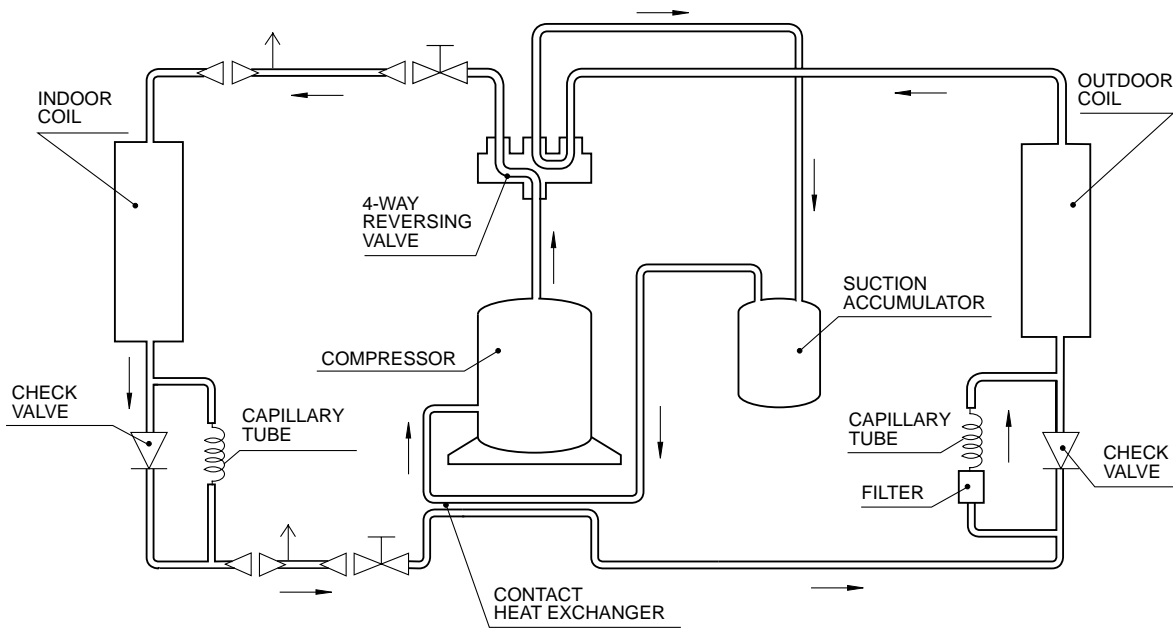 INDOOR
COIL
OUTDOOR
COIL
4-WAY
REVERSING
VALVE
SUCTION
ACCUMULATOR
COMPRESSOR
CHECK
VALVE
CAPILLARY
TUBE
CAPILLARY
TUBE
CHECK
VALVE
FILTER
CONTACT
HEAT EXCHANGER